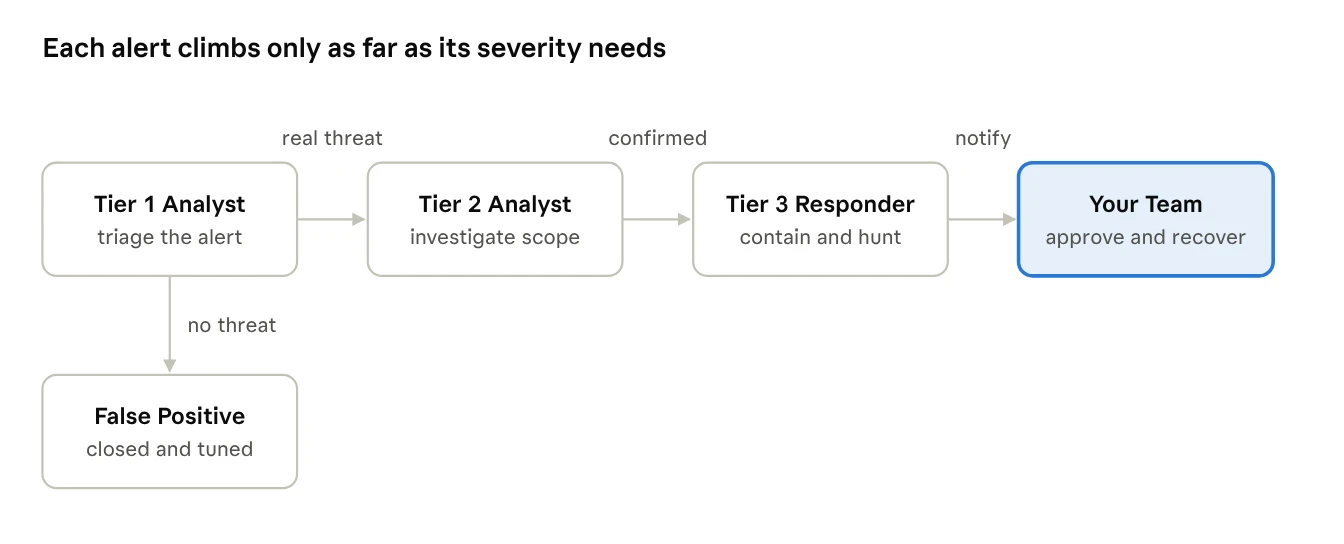 Each alert climbs only as far as its severity needs
real threat
confirmed
notify
Tier 1 Analyst
triage the alert
Tier 2 Analyst
investigate scope
Tier 3 Responder
contain and hunt
Your Team
approve and recover
no threat
False Positive
closed and tuned